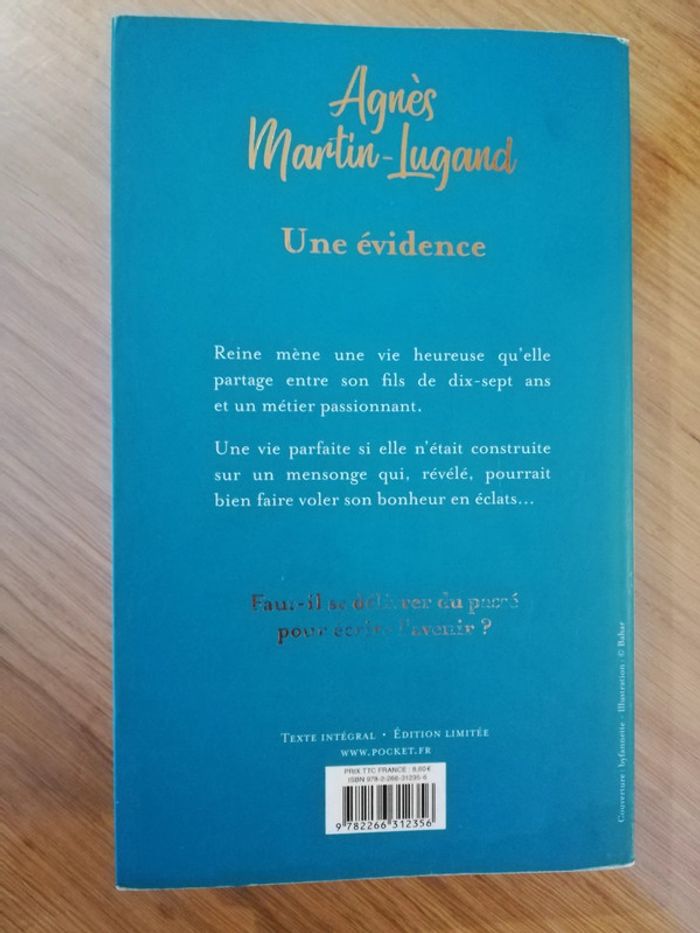 Agnès
Martin-Lugand
Une évidence
Reine mène une vie heureuse qu'elle
partage entre son fils de dix-sept ans
et un métier passionnant.
Une vie parfaite si elle n'était construite
sur un mensonge qui, révélé, pourrait
bien faire voler son bonheur en éclats...
Faut-il se délivrer du passé
pour écrire l'avenir ?
TEXTE INTÉGRAL • ÉDITION LIMITÉE
WWW.POCKET.FR
PRIX TTC FRANCE : 8,60 €
ISBN 978-2-266-31235-6
9 782266 312356
Couverture : byfannette - Illustration : © Bahar